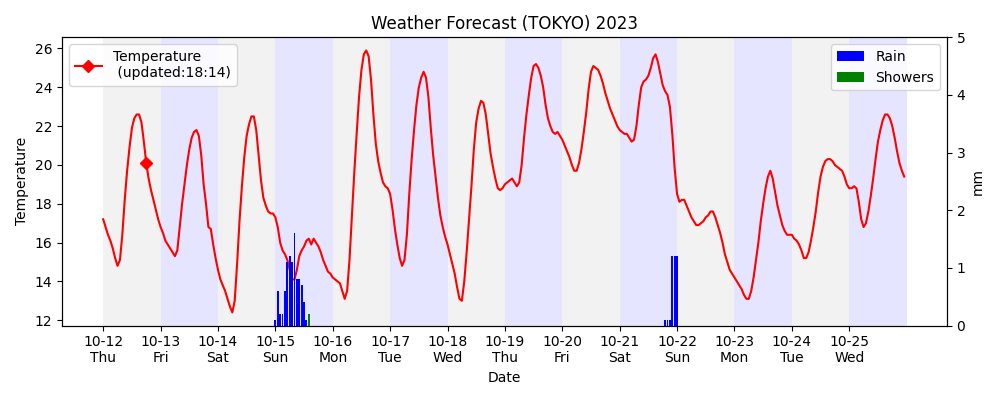 Weather Forecast (TOKYO) 2023
Temperature
(updated:18:14)
Rain
Showers
26
24
22
20
18
16
14
12
Temperature
5
4
3
2
1
0
mm
10-12 10-13 10-14 10-15 10-16 10-17 10-18 10-19 10-20 10-21 10-22 10-23 10-24 10-25
Thu Fri Sat Sun Mon Tue Wed Thu Fri Sat Sun Mon Tue Wed
Date